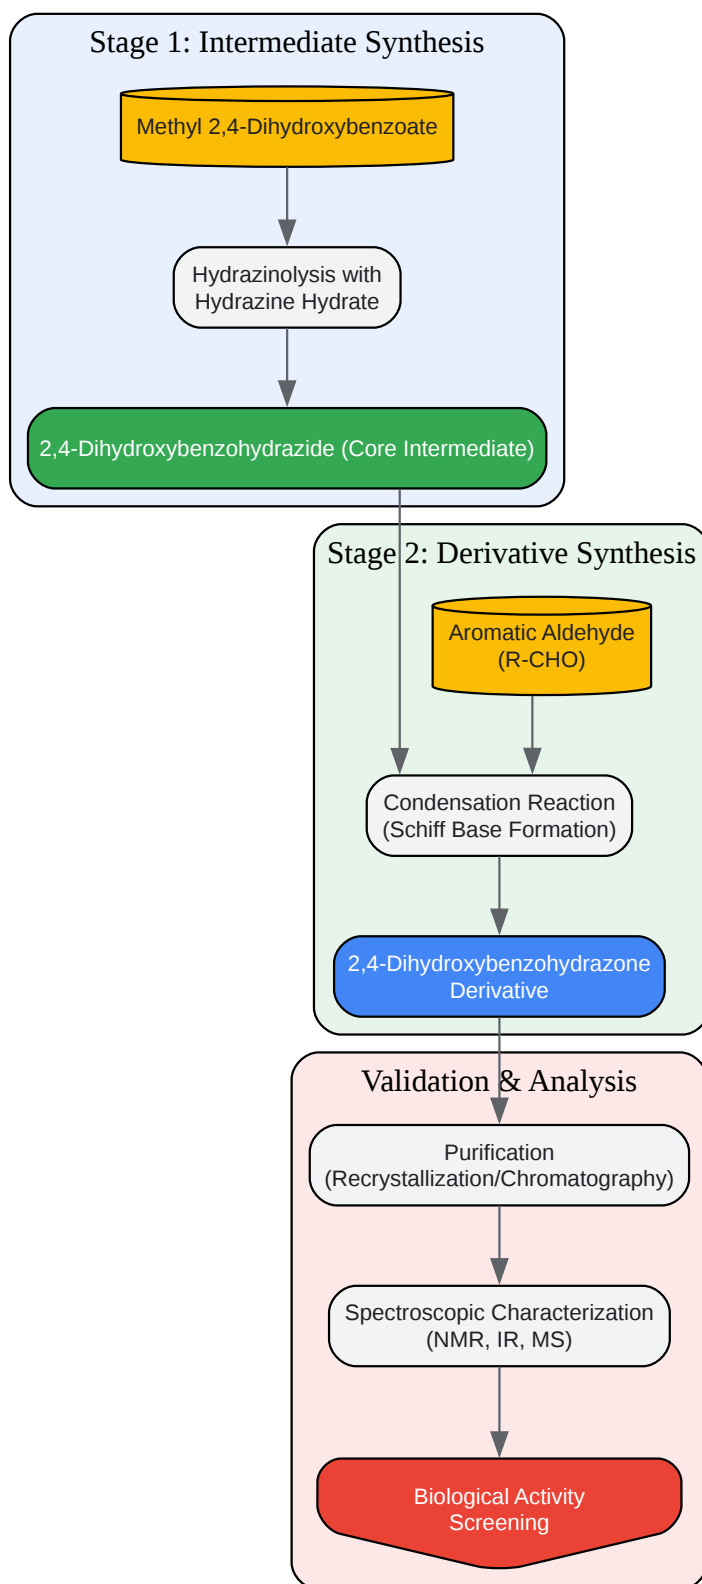 Stage 1: Intermediate Synthesis
Methyl 2,4-Dihydroxybenzoate
Hydrazinolysis with
Hydrazine Hydrate
2,4-Dihydroxybenzohydrazide (Core Intermediate)
Stage 2: Derivative Synthesis
Aromatic Aldehyde
(R-CHO)
Condensation Reaction
(Schiff Base Formation)
2,4-Dihydroxybenzohydrazone
Derivative
Validation & Analysis
Purification
(Recrystallization/Chromatography)
Spectroscopic Characterization
(NMR, IR, MS)
Biological Activity
Screening